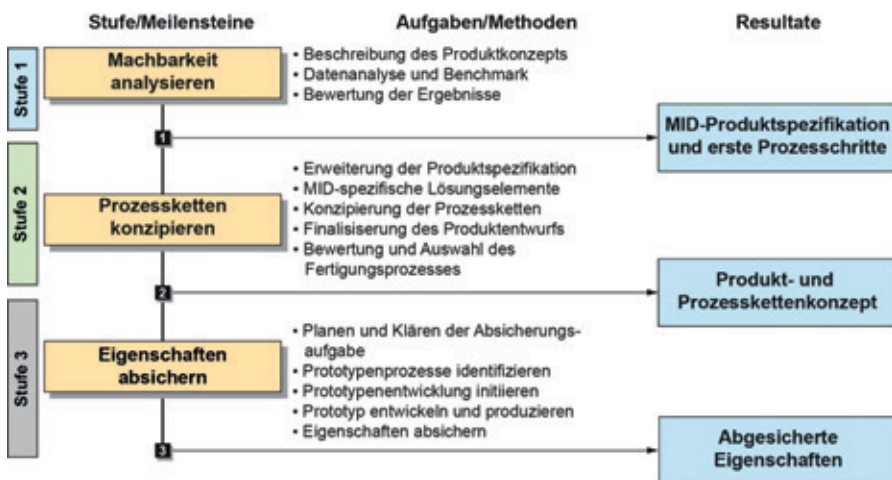 Stufe/Meilensteine
Aufgaben/Methoden
Resultate
Stufe 1
Machbarkeit
analysieren
• Beschreibung des Produktkonzepts
• Datenanalyse und Benchmark
• Bewertung der Ergebnisse
1
MID-Produktspezifikation
und erste Prozesschritte
Stufe 2
Prozessketten
konzipieren
• Erweiterung der Produktspezifikation
• MID-spezifische Lösungselemente
• Konzipierung der Prozessketten
• Finalisiserung des Produktentwurfs
• Bewertung und Auswahl des
Fertigungsprozesses
2
Produkt- und
Prozesskettenkonzept
Stufe 3
Eigenschaften
absichern
• Planen und Klären der Absicherungs-
aufgabe
• Prototypenprozesse identifizieren
• Prototypenentwicklung initiieren
• Prototyp entwickeln und produzieren
• Eigenschaften absichern
3
Abgesicherte
Eigenschaften